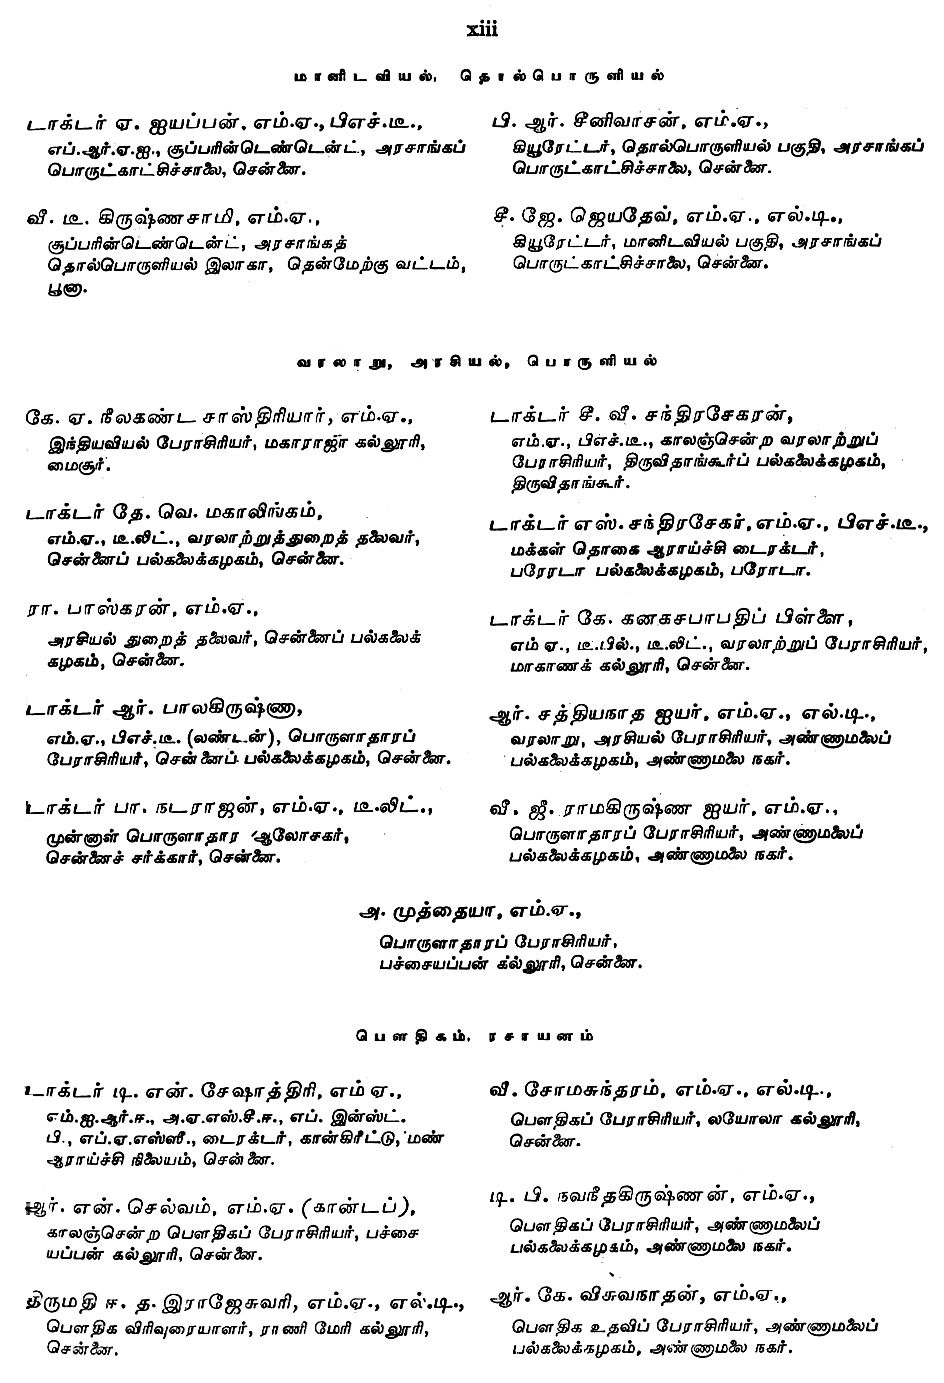 xiii
மானிடவியல், தொல்பொருளியல்
டாக்டர் ஏ. ஐயப்பன், எம்.ஏ., பிஎச்.டீ.,
எப்.ஆர்.ஏ.ஐ., சூப்பரின்டெண்டெண்ட், அரசாங்கப்
பொருட்காட்சிச்சாலை, சென்னை.
வீ. டீ. கிருஷ்ணசாமி, எம்.ஏ.,
சூப்பரின்டெண்டென்ட், அரசாங்கத்
தொல்பொருளியல் இலாகா, தென்மேற்கு வட்டம்,
பூனா.
பி. ஆர். சீனிவாசன், எம்.ஏ.,
கியூரேட்டர், தொல்பொருளியல் பகுதி, அரசாங்கப்
பொருட்காட்சிச்சாலை, சென்னை.
சீ. ஜே. ஜெயதேவ், எம்.ஏ., எல்.டி.,
கியூரேட்டர், மானிடவியல் பகுதி, அரசாங்கப்
பொருட்காட்சிச்சாலை, சென்னை.
வரலாறு, அரசியல், பொருளியல்
கே. ஏ. நீலகண்ட சாஸ்திரியார், எம்.ஏ.,
இந்தியவியல் பேராசிரியர், மகாராஜா கல்லூரி,
மைசூர்.
டாக்டர் தே. வெ. மகாலிங்கம்,
எம்.ஏ., டீ.லிட்., வரலாற்றுத்துறைத் தலைவர்,
சென்னைப் பல்கலைக்கழகம், சென்னை.
ரா. பாஸ்கரன், எம்.ஏ.,
அரசியல் துறைத் தலைவர், சென்னைப் பல்கலைக்
கழகம், சென்னை.
டாக்டர் ஆர். பாலகிருஷ்ணா,
எம்.ஏ., பிஎச்.டீ. (லண்டன்), பொருளாதாரப்
பேராசிரியர், சென்னைப் பல்கலைக்கழகம், சென்னை.
டாக்டர் பா. நடராஜன், எம்.ஏ., டீ.லிட்.,
முன்னாள் பொருளாதார ஆலோசகர்,
சென்னைச் சர்க்கார், சென்னை.
டாக்டர் சீ. வீ. சந்திரசேகரன்,
எம்.ஏ., பிஎச்.டீ., காலஞ்சென்ற வரலாற்றுப்
பேராசிரியர், திருவிதாங்கூர்ப் பல்கலைக்கழகம்,
திருவிதாங்கூர்.
டாக்டர் எஸ். சந்திரசேகர், எம்.ஏ., பிஎச்.டீ.,
மக்கள் தொகை ஆராய்ச்சி டைரக்டர்,
பரோடா பல்கலைக்கழகம், பரோடா.
டாக்டர் கே. கனகசபாபதிப் பிள்ளை,
எம் ஏ., டீ.பில்., டீ.லிட்., வரலாற்றுப் பேராசிரியர்,
மாகாணக் கல்லூரி, சென்னை.
ஆர். சத்தியநாத ஐயர், எம்.ஏ., எல்.டி.,
வரலாறு, அரசியல் பேராசிரியர், அண்ணாமலைப்
பல்கலைக்கழகம், அண்ணாமலை நகர்.
வீ. ஜீ. ராமகிருஷ்ண ஐயர், எம்.ஏ.,
பொருளாதாரப் பேராசிரியர், அண்ணாமலைப்
பல்கலைக்கழகம், அண்ணாமலை நகர்.
அ. முத்தையா, எம்.ஏ.,
பொருளாதாரப் பேராசிரியர்,
பச்சையப்பன் கல்லூரி, சென்னை.
பௌதிகம், ரசாயனம்
டாக்டர் டி. என். சேஷாத்திரி, எம் ஏ.,
எம்.ஐ.ஆர்.ஈ., அ.ஏ.எஸ்.சீ.ஈ., எப். இன்ஸ்ட்.
பி., எப்.ஏ.எஸ்ஸீ., டைரக்டர், கான்கிரீட்டு, மண்
ஆராய்ச்சி நிலையம், சென்னை.
ஆர். என். செல்வம், எம்.ஏ. (கான்டப்),
காலஞ்சென்ற பௌதிகப் பேராசிரியர், பச்சை
யப்பன் கல்லூரி, சென்னை.
திருமதி ஈ. த. இராஜேசுவரி, எம்.ஏ., எல்.டி.,
பௌதிக விரிவுரையாளர், ராணி மேரி கல்லூரி,
சென்னை.
வீ. சோமசுந்தரம், எம்.ஏ., எல்.டி.,
பௌதிகப் பேராசிரியர், லயோலா கல்லூரி,
சென்னை.
டி. பி. நவநீதகிருஷ்ணன், எம்.ஏ.,
பௌதிகப் பேராசிரியர், அண்ணாமலைப்
பல்கலைக்கழகம், அண்ணாமலை நகர்.
ஆர். கே. விசுவநாதன், எம்.ஏ.,
பௌதிக உதவிப் பேராசிரியர், அண்ணாமலைப்
பல்கலைக்கழகம், அண்ணாமலை நகர்.